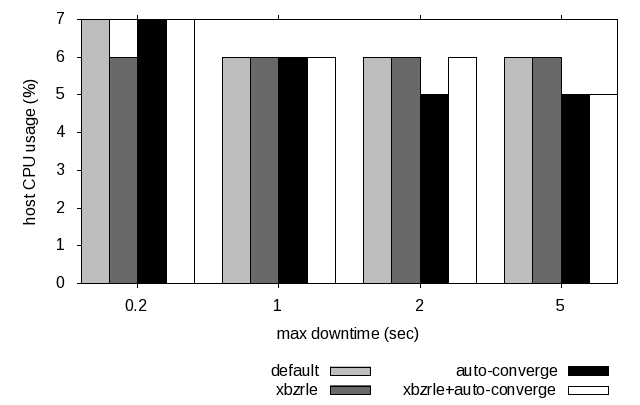 7
6
5
4
3
2
1
0
host CPU usage (%)
0.2 1 2 5
max downtime (sec)
default auto-converge
xbzrle xbzrle+auto-converge